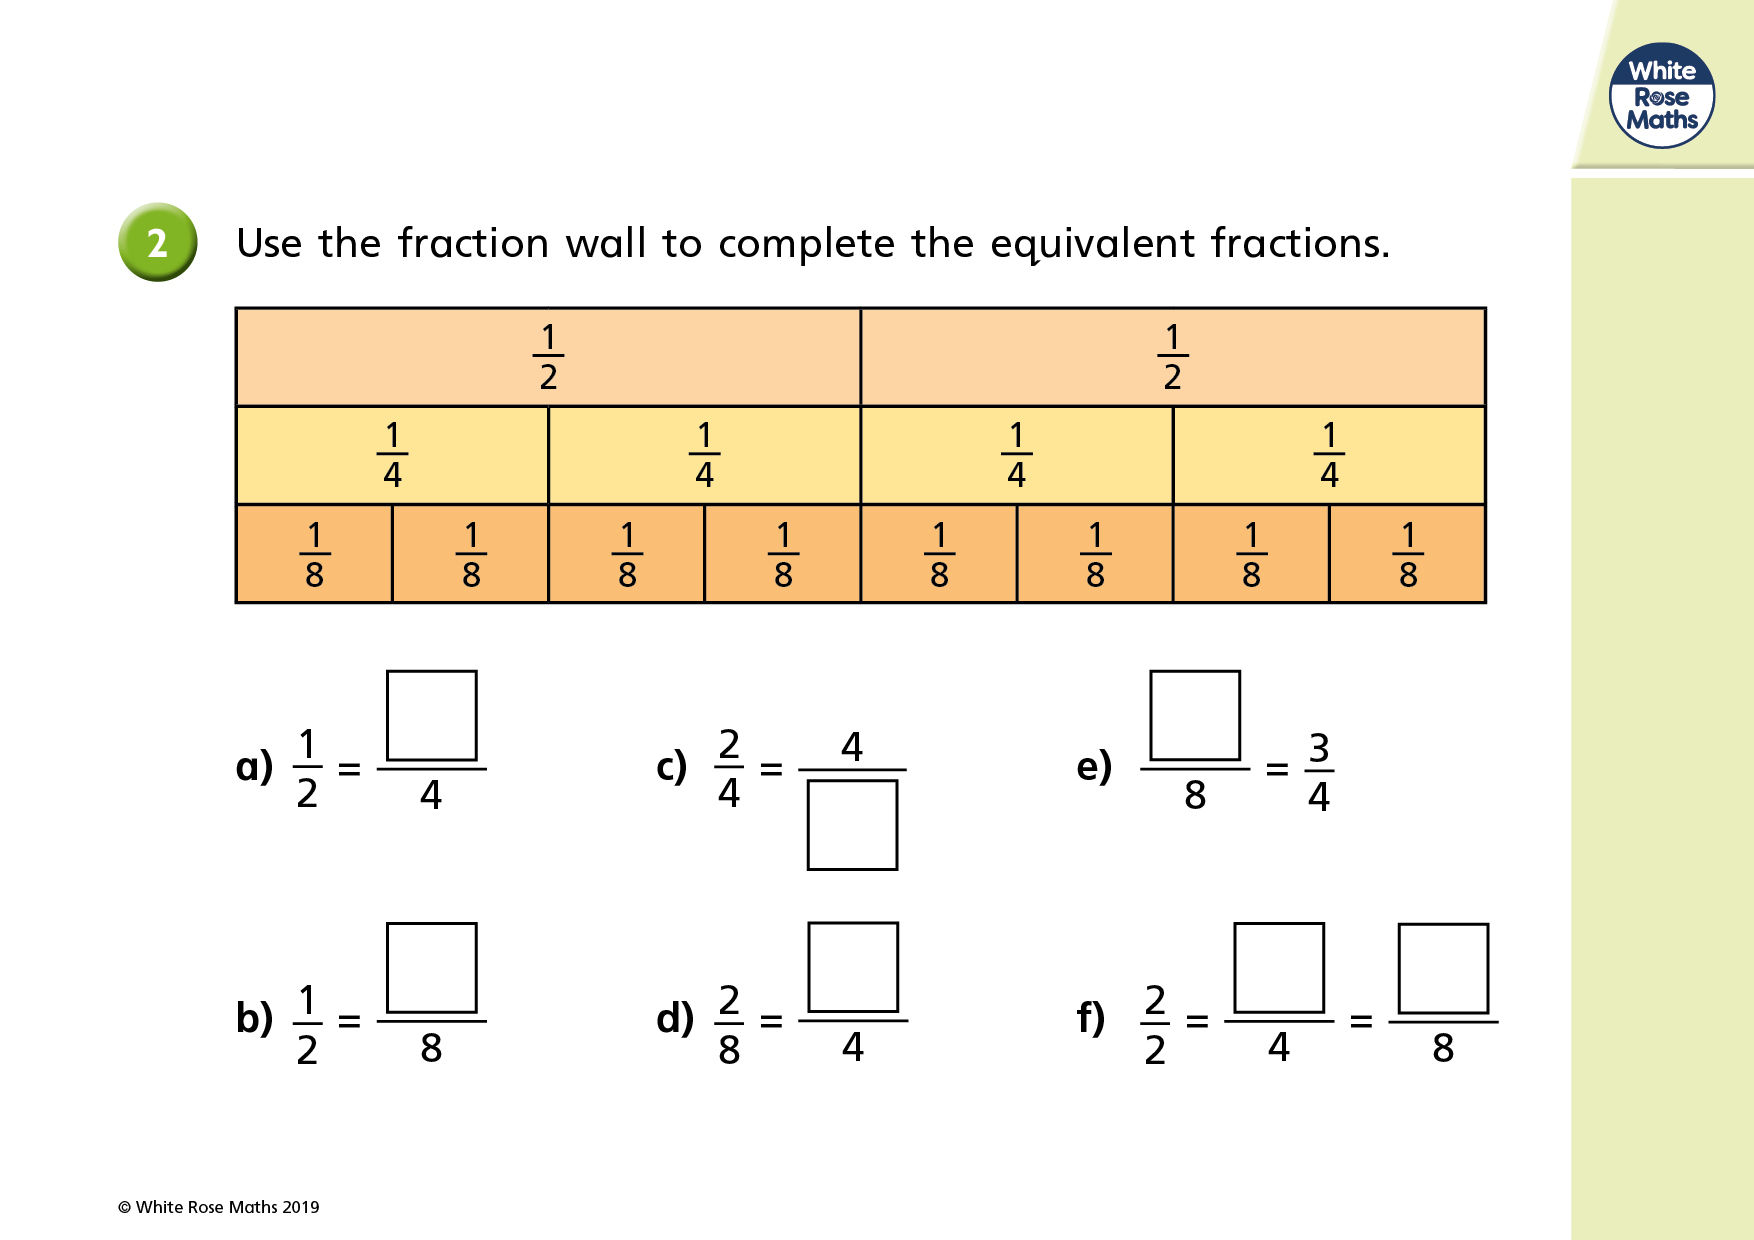 White
Rose
Maths
2 Use the fraction wall to complete the equivalent fractions.
1/2 1/2
1/4 1/4 1/4 1/4
1/8 1/8 1/8 1/8 1/8 1/8 1/8 1/8
a) 1/2 = □/4 c) 2/4 = 4/□ e) □/8 = 3/4
b) 1/2 = □/8 d) 2/8 = □/4 f) 2/2 = □/4 = □/8
© White Rose Maths 2019